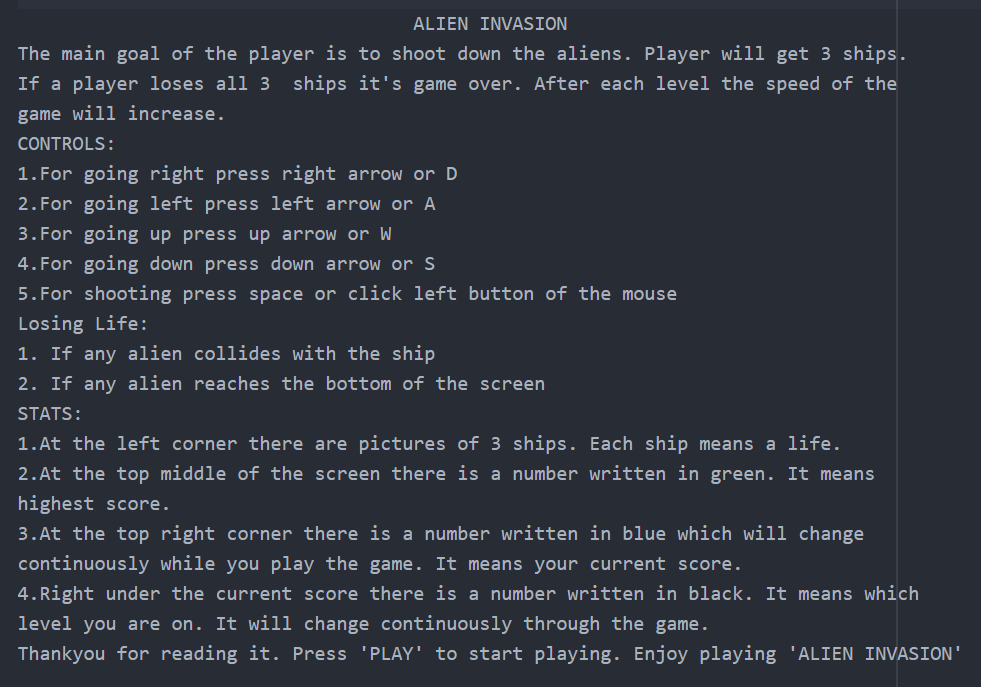 ALIEN INVASION
The main goal of the player is to shoot down the aliens. Player will get 3 ships.
If a player loses all 3  ships it's game over. After each level the speed of the
game will increase.
CONTROLS:
1.For going right press right arrow or D
2.For going left press left arrow or A
3.For going up press up arrow or W
4.For going down press down arrow or S
5.For shooting press space or click left button of the mouse
Losing Life:
1. If any alien collides with the ship
2. If any alien reaches the bottom of the screen
STATS:
1.At the left corner there are pictures of 3 ships. Each ship means a life.
2.At the top middle of the screen there is a number written in green. It means
highest score.
3.At the top right corner there is a number written in blue which will change
continuously while you play the game. It means your current score.
4.Right under the current score there is a number written in black. It means which
level you are on. It will change continuously through the game.
Thankyou for reading it. Press 'PLAY' to start playing. Enjoy playing 'ALIEN INVASION'